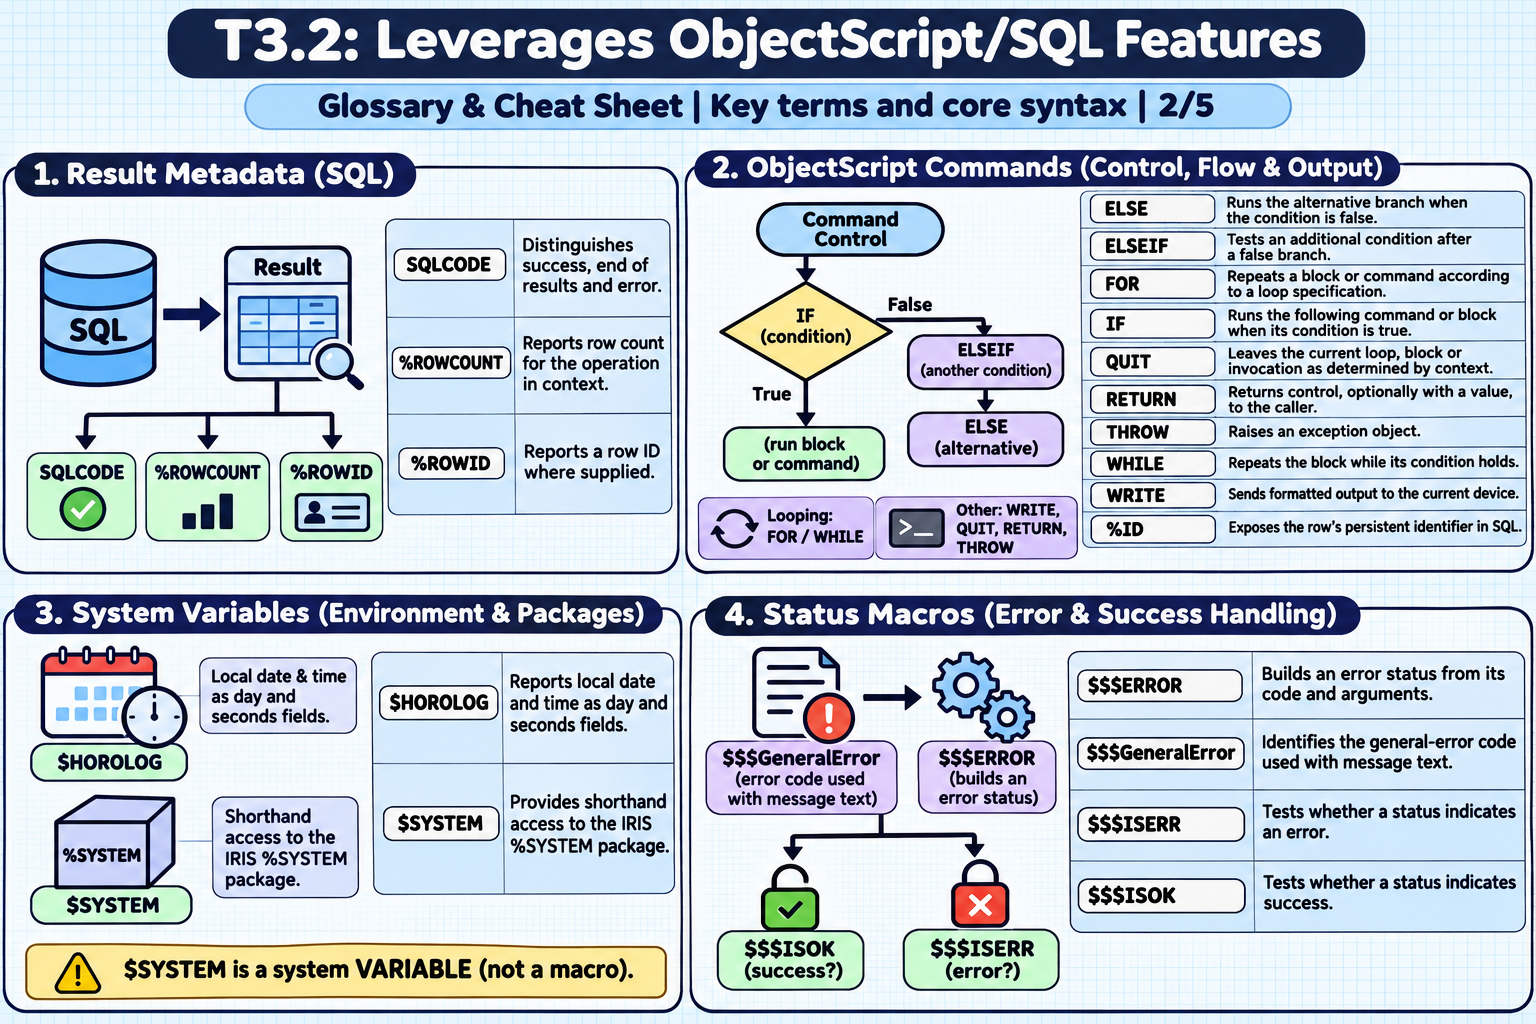 T3.2: Leverages ObjectScript/SQL Features
Glossary & Cheat Sheet | Key terms and core syntax | 2/5
1. Result Metadata (SQL)
SQL
Result
SQLCODE
%ROWCOUNT
%ROWID
SQLCODE
Distinguishes
success, end of
results and error.
%ROWCOUNT
Reports row count
for the operation
in context.
%ROWID
Reports a row ID
where supplied.
2. ObjectScript Commands (Control, Flow & Output)
Command
Control
IF
(condition)
False
True
ELSEIF
(another condition)
ELSE
(alternative)
(run block
or command)
Looping:
FOR / WHILE
>_
Other: WRITE,
QUIT, RETURN,
THROW
ELSE
Runs the alternative branch when
the condition is false.
ELSEIF
Tests an additional condition after
a false branch.
FOR
Repeats a block or command according
to a loop specification.
IF
Runs the following command or block
when its condition is true.
QUIT
Leaves the current loop, block or
invocation as determined by context.
RETURN
Returns control, optionally with a value,
to the caller.
THROW
Raises an exception object.
WHILE
Repeats the block while its condition holds.
WRITE
Sends formatted output to the current device.
%ID
Exposes the row's persistent identifier in SQL.
3. System Variables (Environment & Packages)
$HOROLOG
Local date & time
as day and
seconds fields.
%SYSTEM
$SYSTEM
Shorthand
access to the
IRIS %SYSTEM
package.
$HOROLOG
Reports local date
and time as day and
seconds fields.
$SYSTEM
Provides shorthand
access to the IRIS
%SYSTEM package.
$SYSTEM is a system VARIABLE (not a macro).
4. Status Macros (Error & Success Handling)
$$$GeneralError
(error code used
with message text)
$$$ERROR
(builds an
error status)
$$$ISOK
(success?)
$$$ISERR
(error?)
$$$ERROR
Builds an error status from its
code and arguments.
$$$GeneralError
Identifies the general-error code
used with message text.
$$$ISERR
Tests whether a status indicates
an error.
$$$ISOK
Tests whether a status indicates
success.